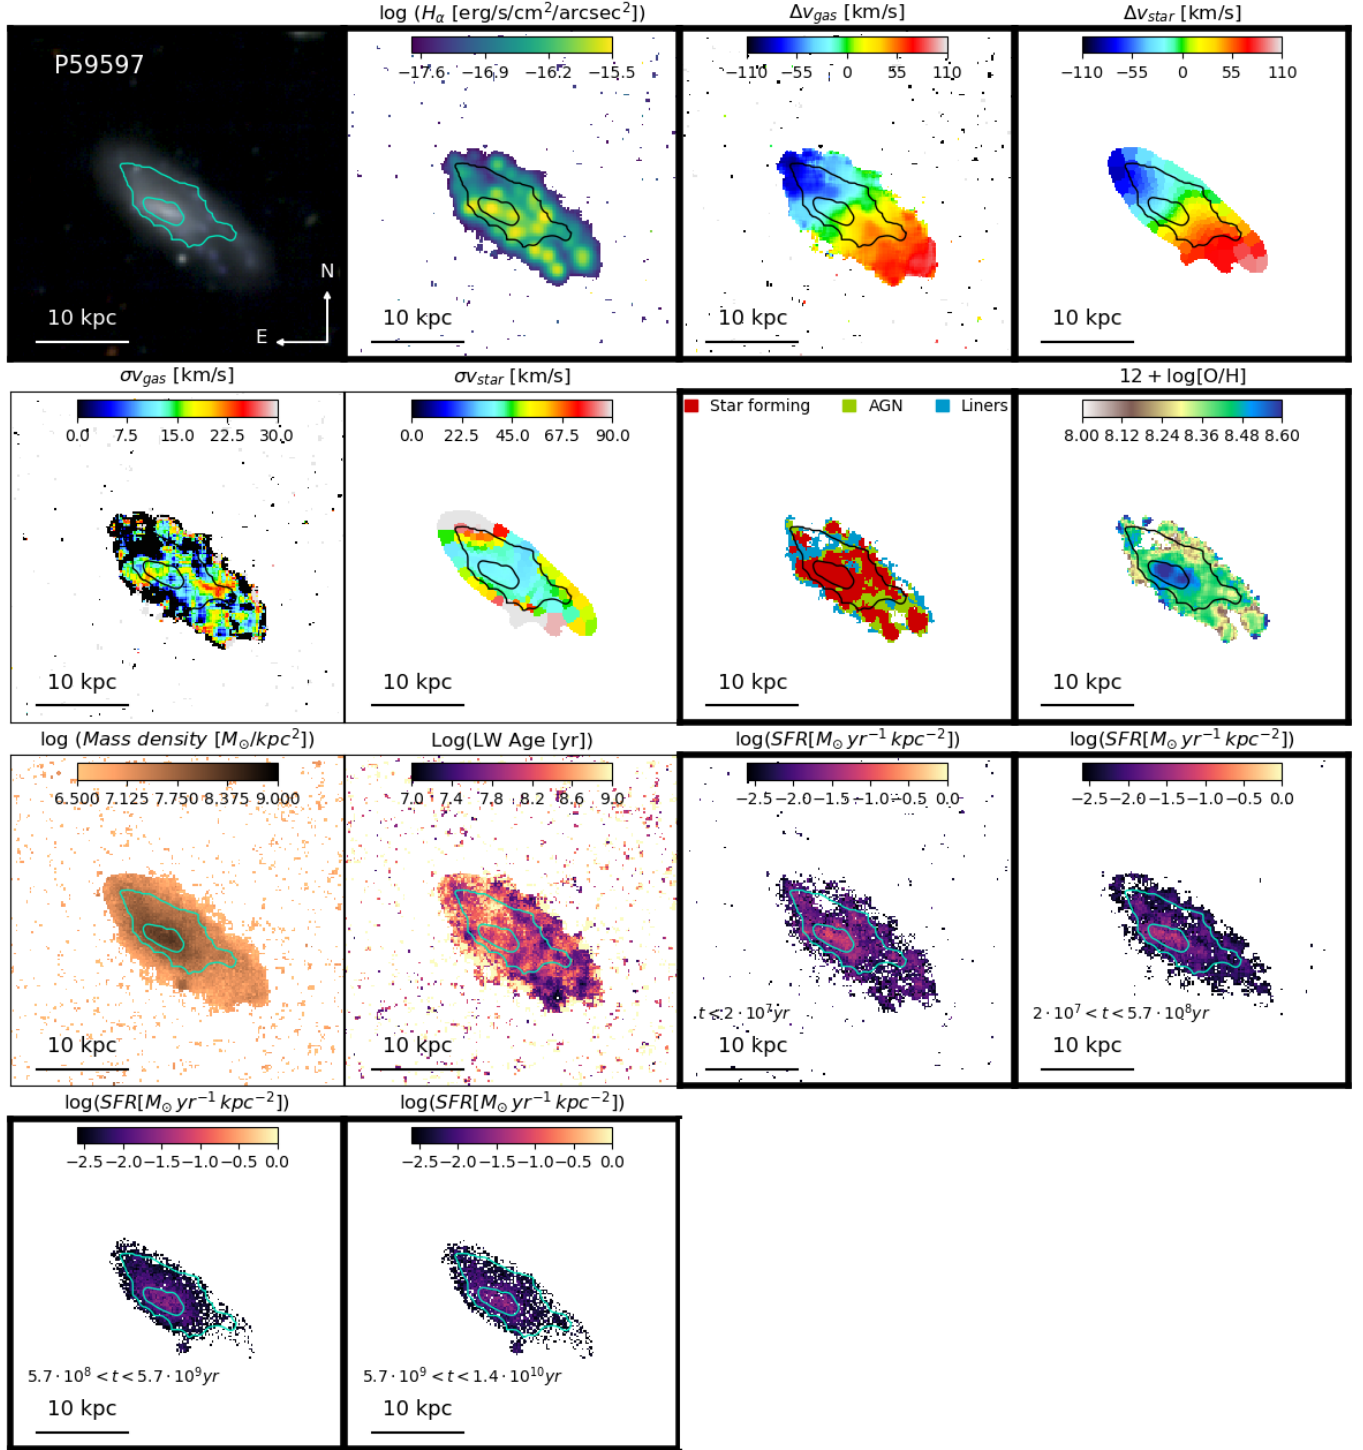 log (Hα [erg/s/cm²/arcsec²])
Δv_gas [km/s]
Δv_star [km/s]
P59597
N
E
10 kpc
−17.6 −16.9 −16.2 −15.5
10 kpc
−110 −55 0 55 110
10 kpc
−110 −55 0 55 110
10 kpc
σv_gas [km/s]
σv_star [km/s]
12 + log[O/H]
0.0 7.5 15.0 22.5 30.0
10 kpc
0.0 22.5 45.0 67.5 90.0
10 kpc
Star forming AGN Liners
10 kpc
8.00 8.12 8.24 8.36 8.48 8.60
10 kpc
log (Mass density [M⊙/kpc²])
Log(LW Age [yr])
log(SFR[M⊙ yr⁻¹ kpc⁻²])
log(SFR[M⊙ yr⁻¹ kpc⁻²])
6.500 7.125 7.750 8.375 9.000
10 kpc
7.0 7.4 7.8 8.2 8.6 9.0
10 kpc
−2.5 −2.0 −1.5 −1.0 −0.5 0.0
t < 2 · 10⁷yr
10 kpc
−2.5 −2.0 −1.5 −1.0 −0.5 0.0
2 · 10⁷ < t < 5.7 · 10⁸yr
10 kpc
log(SFR[M⊙ yr⁻¹ kpc⁻²])
log(SFR[M⊙ yr⁻¹ kpc⁻²])
−2.5 −2.0 −1.5 −1.0 −0.5 0.0
5.7 · 10⁸ < t < 5.7 · 10⁹yr
10 kpc
−2.5 −2.0 −1.5 −1.0 −0.5 0.0
5.7 · 10⁹ < t < 1.4 · 10¹⁰yr
10 kpc